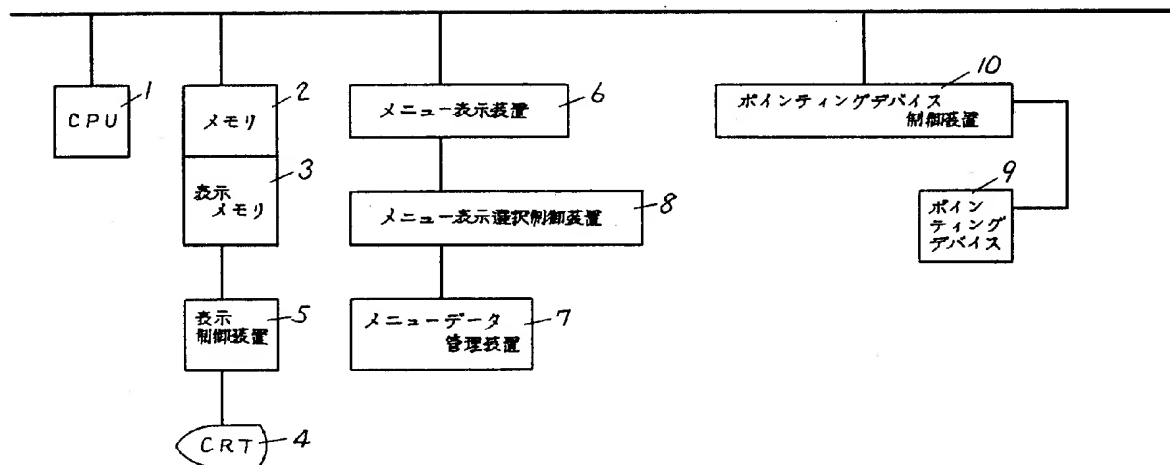 1
CPU
2
メモリ
3
表示
メモリ
5
表示
制御装置
CRT
4
6
メニュー表示装置
8
メニュー表示選択制御装置
7
メニューデータ
管理装置
10
ポインティングデバイス
制御装置
9
ポイン
ティング
デバイス